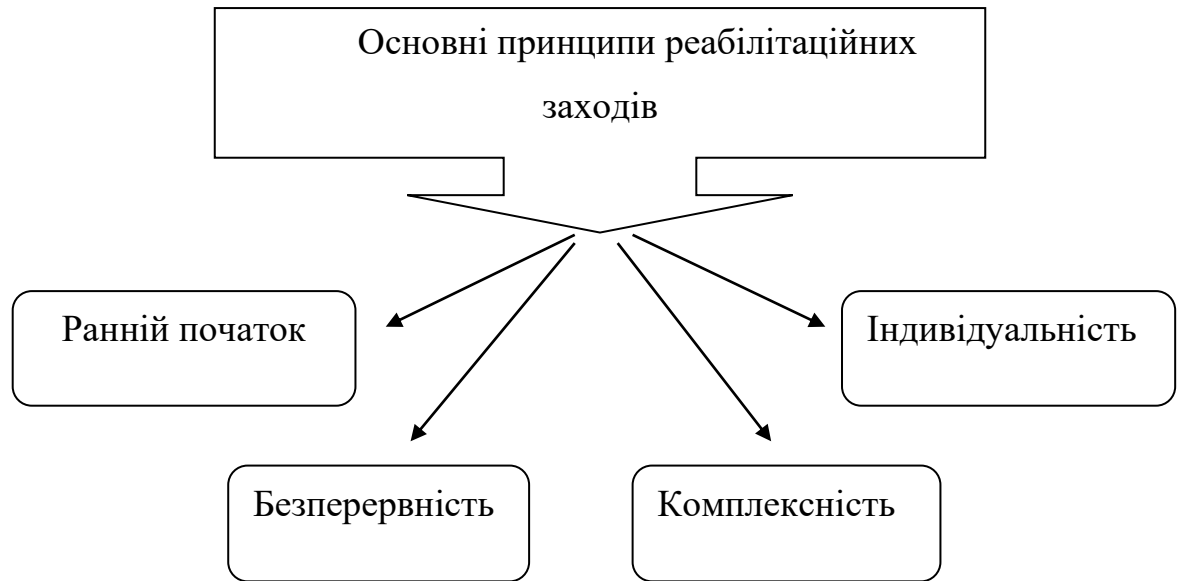 Основні принципи реабілітаційних
заходів
Ранній початок
Індивідуальність
Безперервність
Комплексність